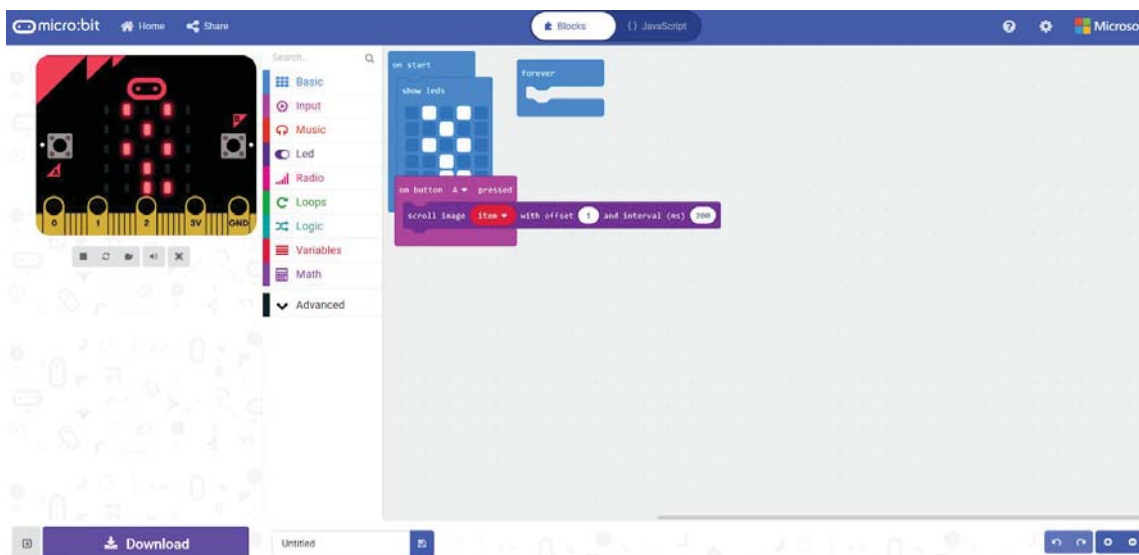 micro:bit Home Share Blocks {} JavaScript ? Microso
Search...
Basic
Input
Music
Led
Radio
Loops
Logic
Variables
Math
Advanced
B
A
0 1 2 3V GND
on start
show leds
forever
on button A pressed
scroll image item with offset 1 and interval (ms) 200
Download
Untitled